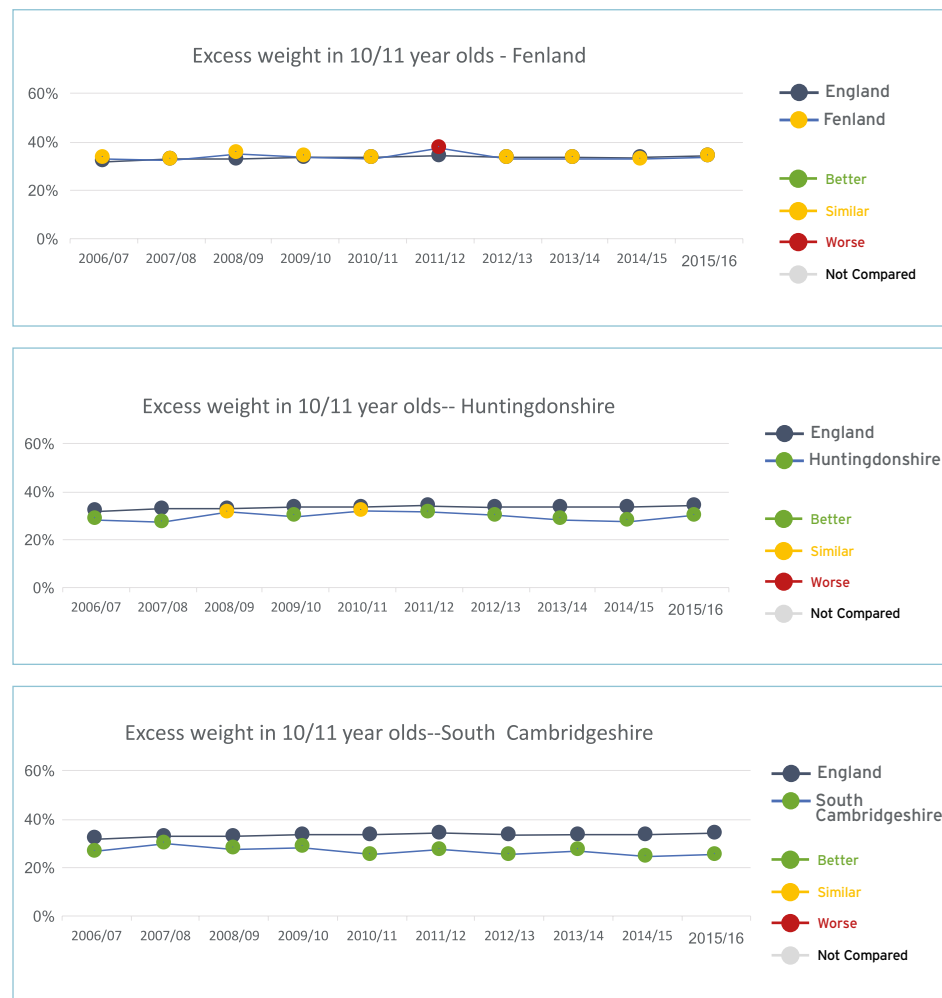 Excess weight in 10/11 year olds - Fenland
60%
40%
20%
0%
2006/07 2007/08 2008/09 2009/10 2010/11 2011/12 2012/13 2013/14 2014/15 2015/16
England
Fenland
Better
Similar
Worse
Not Compared
Excess weight in 10/11 year olds-- Huntingdonshire
60%
40%
20%
0%
2006/07 2007/08 2008/09 2009/10 2010/11 2011/12 2012/13 2013/14 2014/15 2015/16
England
Huntingdonshire
Better
Similar
Worse
Not Compared
Excess weight in 10/11 year olds--South Cambridgeshire
60%
40%
20%
0%
2006/07 2007/08 2008/09 2009/10 2010/11 2011/12 2012/13 2013/14 2014/15 2015/16
England
South
Cambridgeshire
Better
Similar
Worse
Not Compared